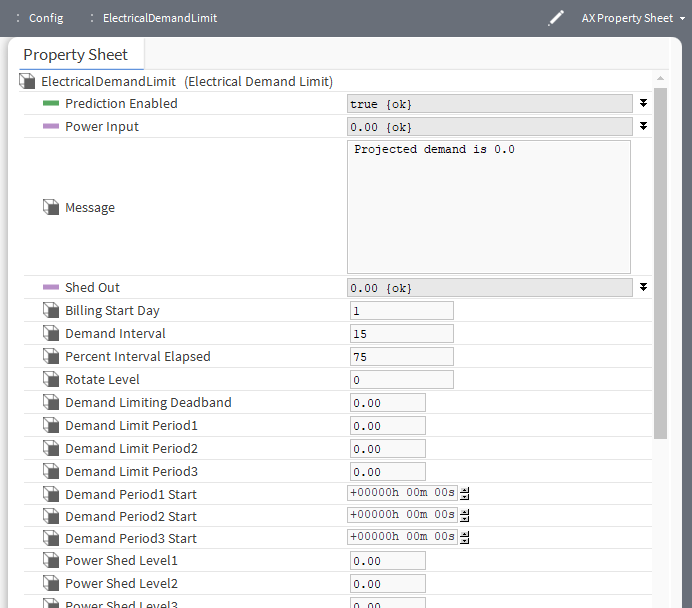 : Config : ElectricalDemandLimit AX Property Sheet
Property Sheet
ElectricalDemandLimit (Electrical Demand Limit)
Prediction Enabled true {ok}
Power Input 0.00 {ok}
Projected demand is 0.0
Message
Shed Out 0.00 {ok}
Billing Start Day 1
Demand Interval 15
Percent Interval Elapsed 75
Rotate Level 0
Demand Limiting Deadband 0.00
Demand Limit Period1 0.00
Demand Limit Period2 0.00
Demand Limit Period3 0.00
Demand Period1 Start +00000h 00m 00s
Demand Period2 Start +00000h 00m 00s
Demand Period3 Start +00000h 00m 00s
Power Shed Level1 0.00
Power Shed Level2 0.00
Power Shed Level3 0.00